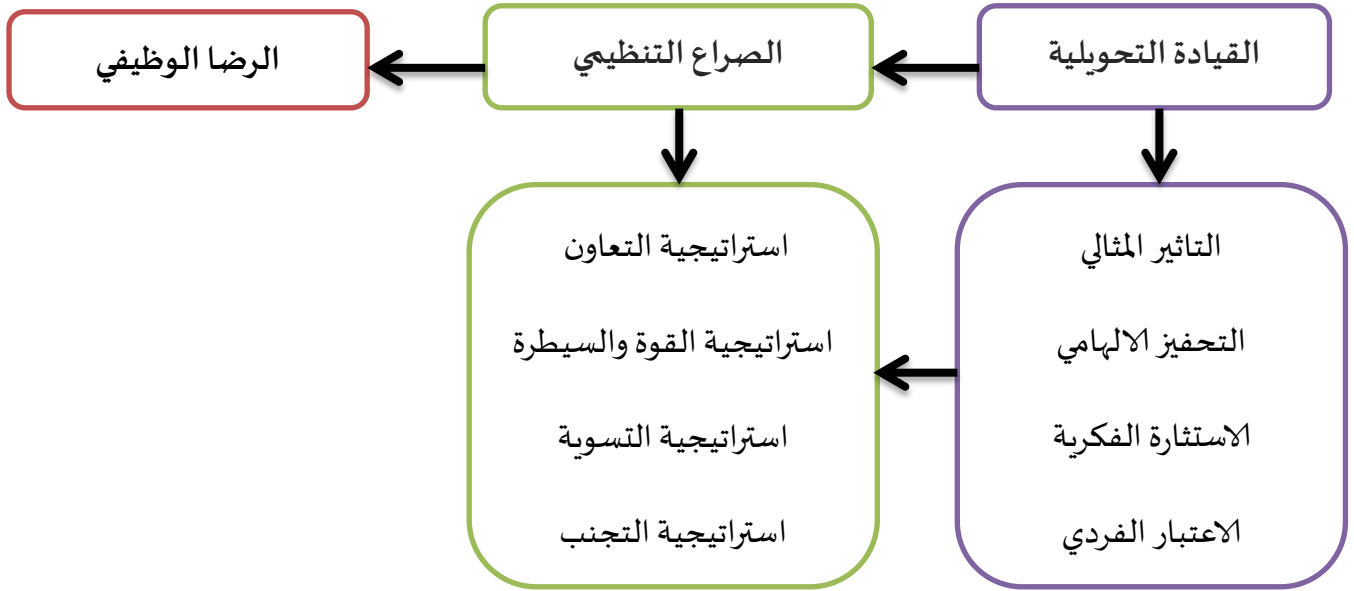 القيادة التحويلية
الصراع التنظيمي
الرضا الوظيفي
التاثير المثالي
التحفيز الالهامي
الاستثارة الفكرية
الاعتبار الفردي
استراتيجية التعاون
استراتيجية القوة والسيطرة
استراتيجية التسوية
استراتيجية التجنب